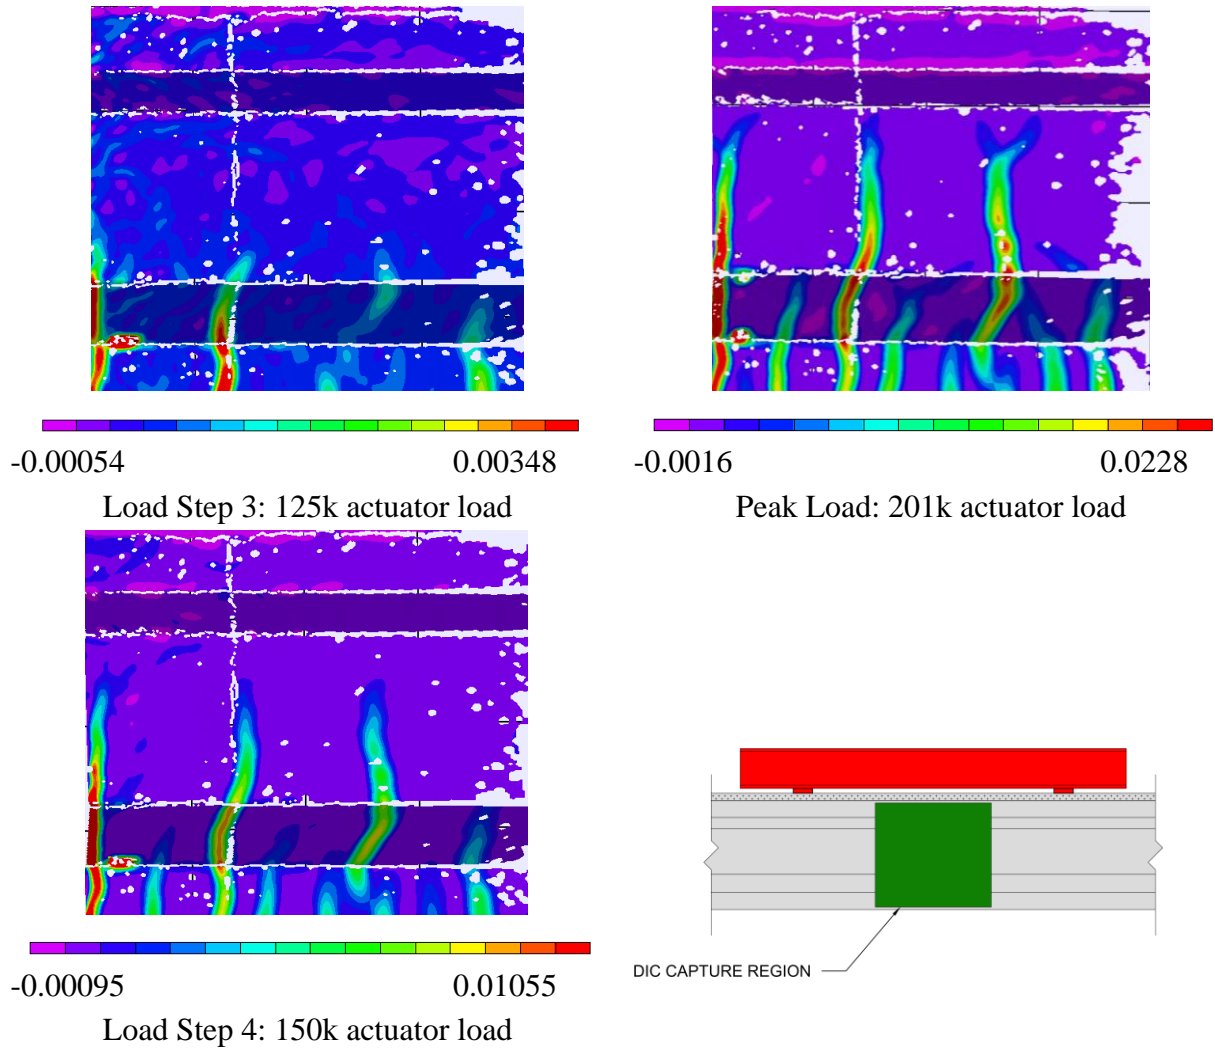 -0.00054 0.00348
Load Step 3: 125k actuator load
-0.0016 0.0228
Peak Load: 201k actuator load
-0.00095 0.01055
Load Step 4: 150k actuator load
DIC CAPTURE REGION